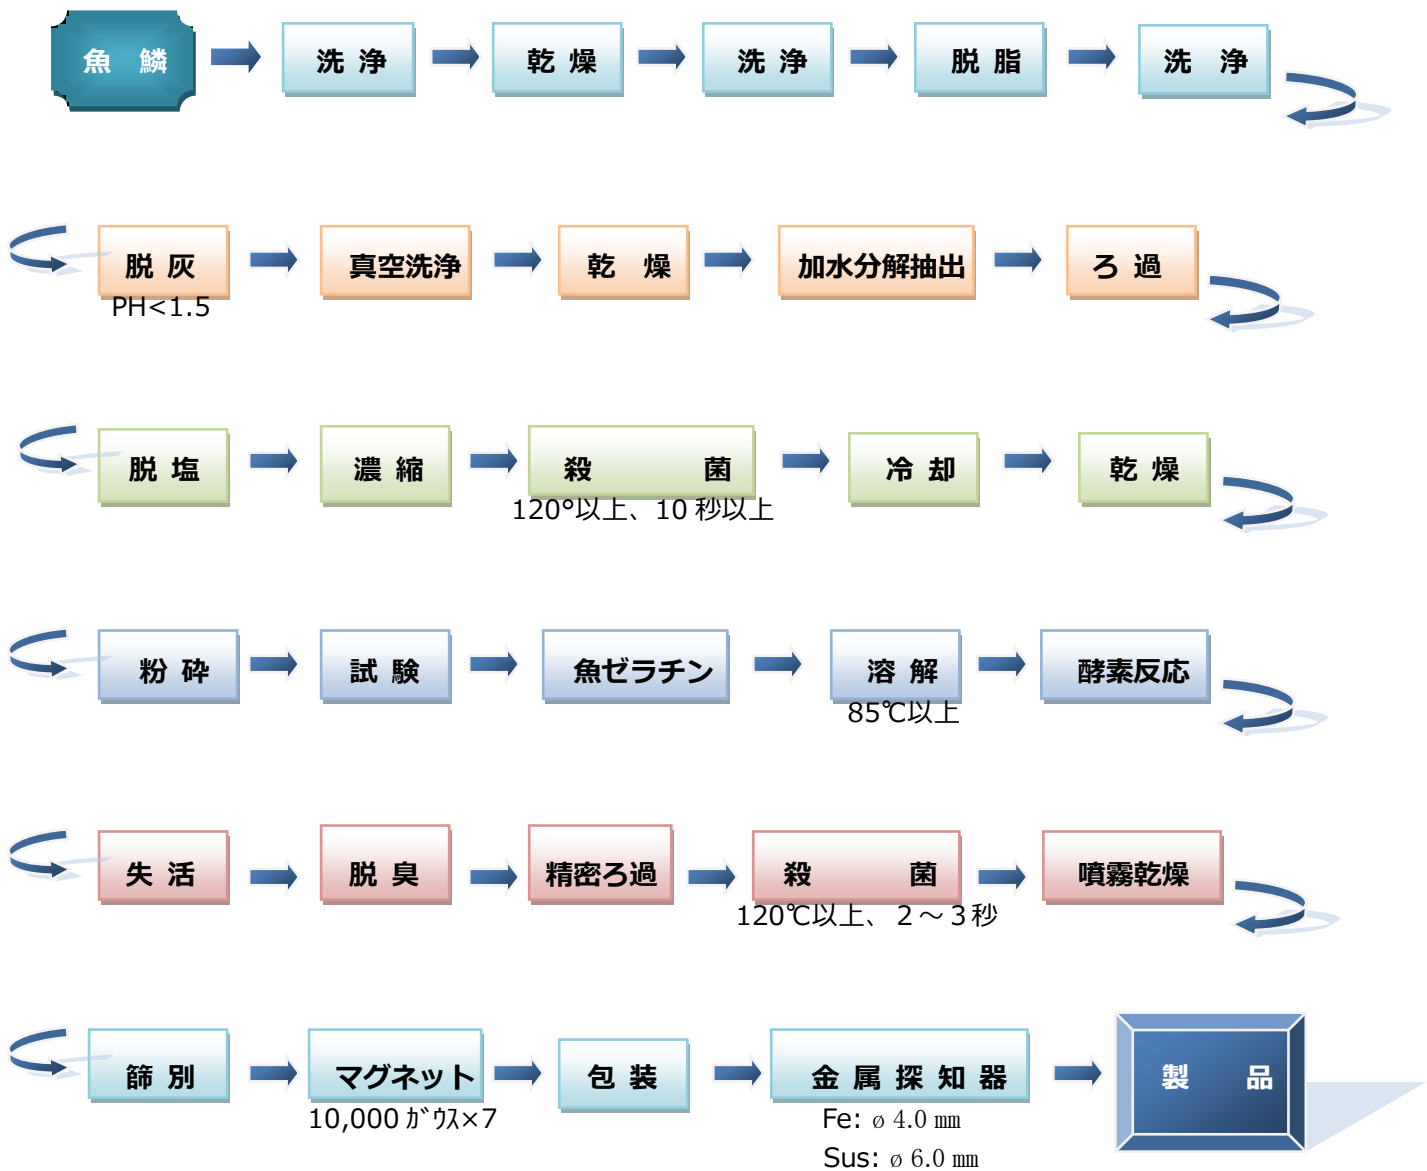 魚　鱗
洗 浄
乾 燥
洗 浄
脱 脂
洗　浄
脱 灰
PH<1.5
真空洗浄
乾　燥
加水分解抽出
ろ 過
脱 塩
濃 縮
殺　　　　菌
120°以上、10 秒以上
冷 却
乾 燥
粉 砕
試 験
魚ゼラチン
溶 解
85℃以上
酵素反応
失 活
脱 臭
精密ろ過
殺　　　　菌
120℃以上、２～３秒
噴霧乾燥
篩 別
マグネット
10,000 ｶﾞｳｽ×7
包 装
金 属 探 知 器
Fe: ø 4.0 ㎜
Sus: ø 6.0 ㎜
製　　品